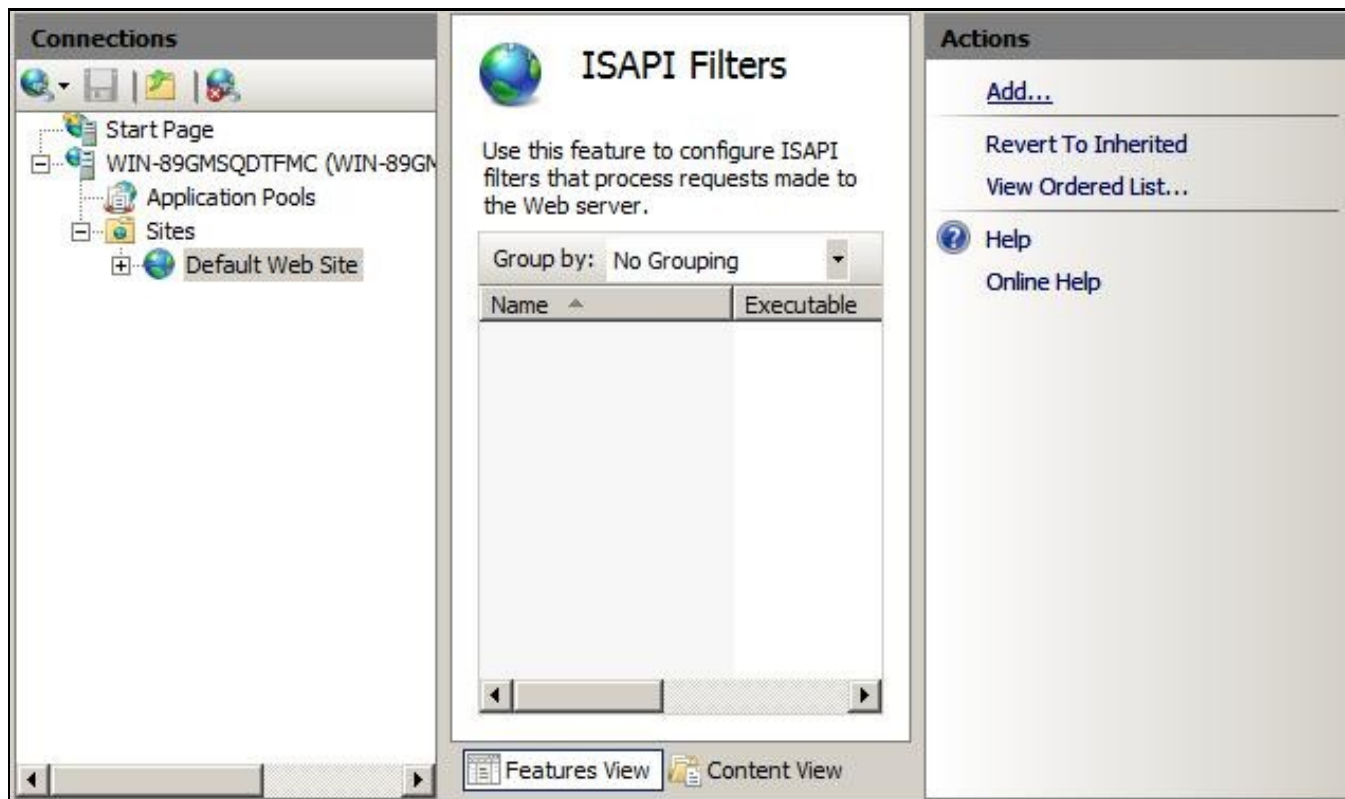 Connections
Start Page
WIN-89GMSQDTFMC (WIN-89GM
Application Pools
Sites
Default Web Site
ISAPI Filters
Use this feature to configure ISAPI
filters that process requests made to
the Web server.
Group by: No Grouping
Name Executable
Features View Content View
Actions
Add...
Revert To Inherited
View Ordered List...
Help
Online Help